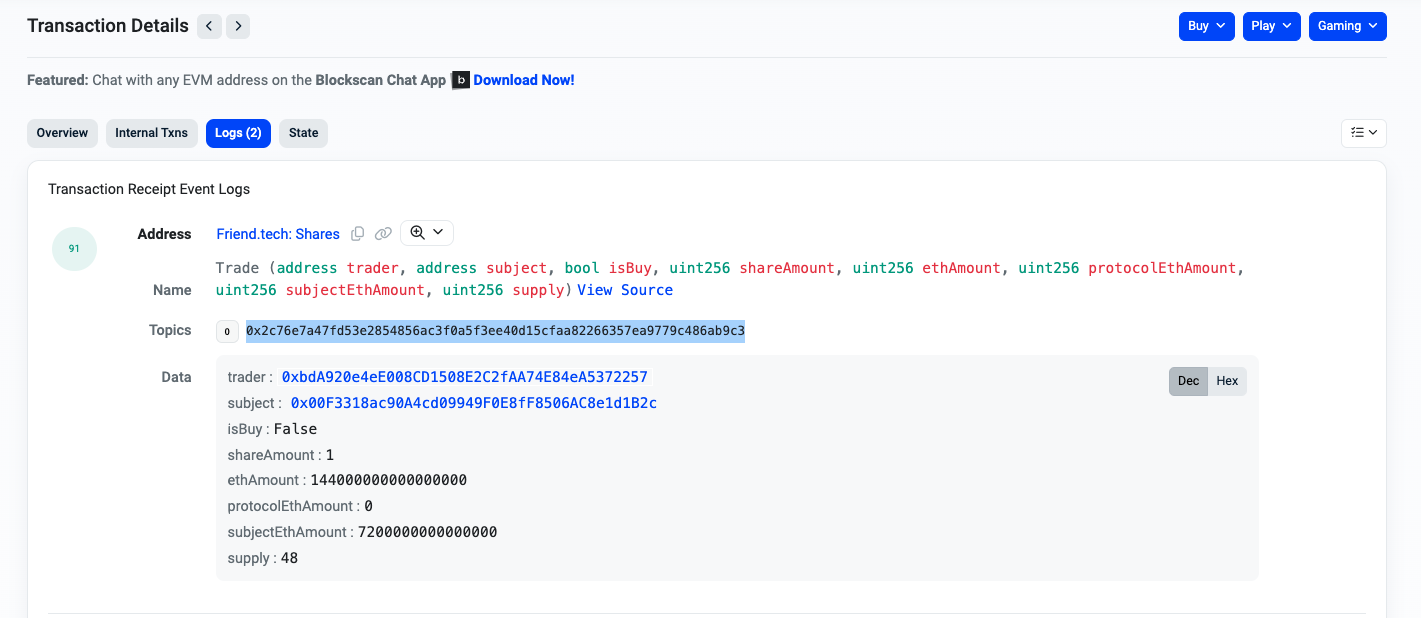 Transaction Details
Buy Play Gaming
Featured: Chat with any EVM address on the Blockscan Chat App b Download Now!
Overview Internal Txns Logs (2) State
Transaction Receipt Event Logs
91
Address Friend.tech: Shares
Name Trade (address trader, address subject, bool isBuy, uint256 shareAmount, uint256 ethAmount, uint256 protocolEthAmount,
uint256 subjectEthAmount, uint256 supply) View Source
Topics 0 0x2c76e7a47fd53e2854856ac3f0a5f3ee40d15cfaa82266357ea9779c486ab9c3
Data
Dec Hex
trader : 0xbdA920e4eE008CD1508E2C2fAA74E84eA5372257
subject : 0x00F3318ac90A4cd09949F0E8fF8506AC8e1d1B2c
isBuy : False
shareAmount : 1
ethAmount : 144000000000000000
protocolEthAmount : 0
subjectEthAmount : 7200000000000000
supply : 48